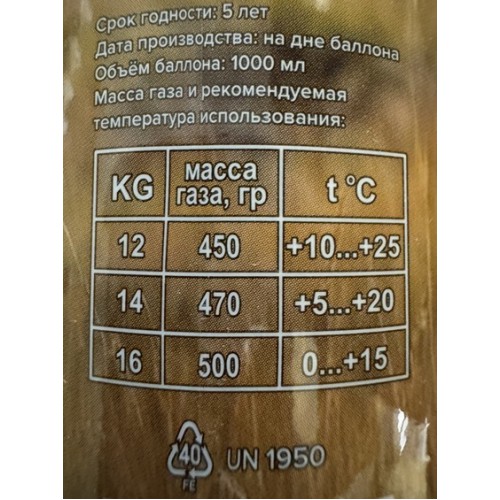 Срок годности: 5 лет
Дата производства: на дне баллона
Объём баллона: 1000 мл
Масса газа и рекомендуемая
температура использования:
KG масса газа, гр t °C
12 450 +10...+25
14 470 +5...+20
16 500 0...+15
40 UN 1950
FE